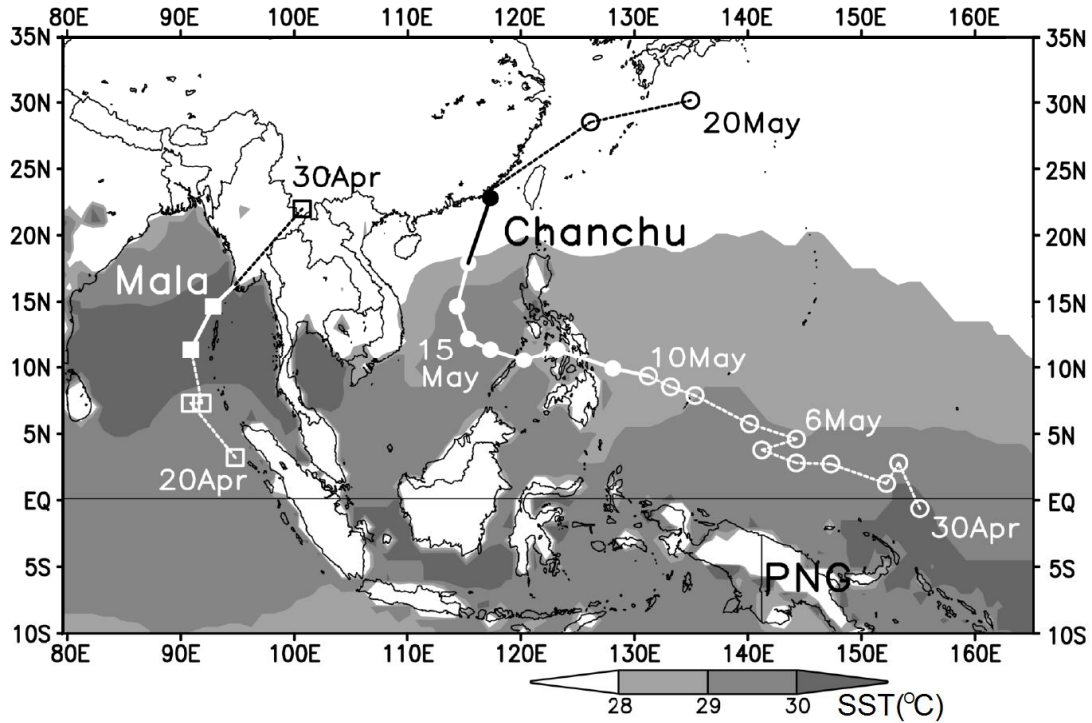 80E 90E 100E 110E 120E 130E 140E 150E 160E
35N 35N
30N 30N
20May
25N 25N
30Apr
20N Chanchu 20N
Mala
15N 15N
15 10May
May
10N 10N
6May
5N 5N
20Apr
EQ EQ
30Apr
5S PNG 5S
10S 10S
80E 90E 100E 110E 120E 130E 140E 150E 160E
28 29 30 SST(°C)